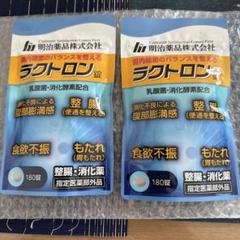 明治薬品株式会社
腸内細菌のバランスを整える
ラクトロン錠
乳酸菌・消化酵素配合
消化不良による
腹部膨満感
整腸
(便通を整える)
食欲不振
もたれ
(胃もたれ)
180錠
整腸・消化薬
指定医薬部外品
明治薬品株式会社
腸内細菌のバランスを整える
ラクトロン
乳酸菌・消化酵素配合
消化不良による
腹部膨満感
整腸
(便通を整える)
食欲不振
もたれ
(胃もたれ)
180錠
整腸・消化薬
指定医薬部外品